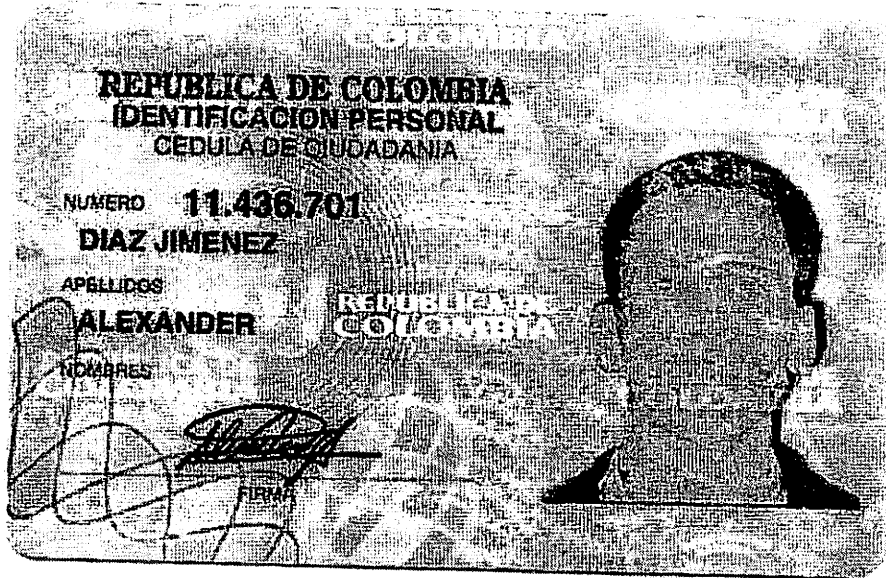 COLOMBIA
REPUBLICA DE COLOMBIA
IDENTIFICACION PERSONAL
CEDULA DE CIUDADANIA
NUMERO 11.436.701
DIAZ JIMENEZ
APELLIDOS
ALEXANDER
NOMBRES
REPUBLICA DE
COLOMBIA
FIRMA